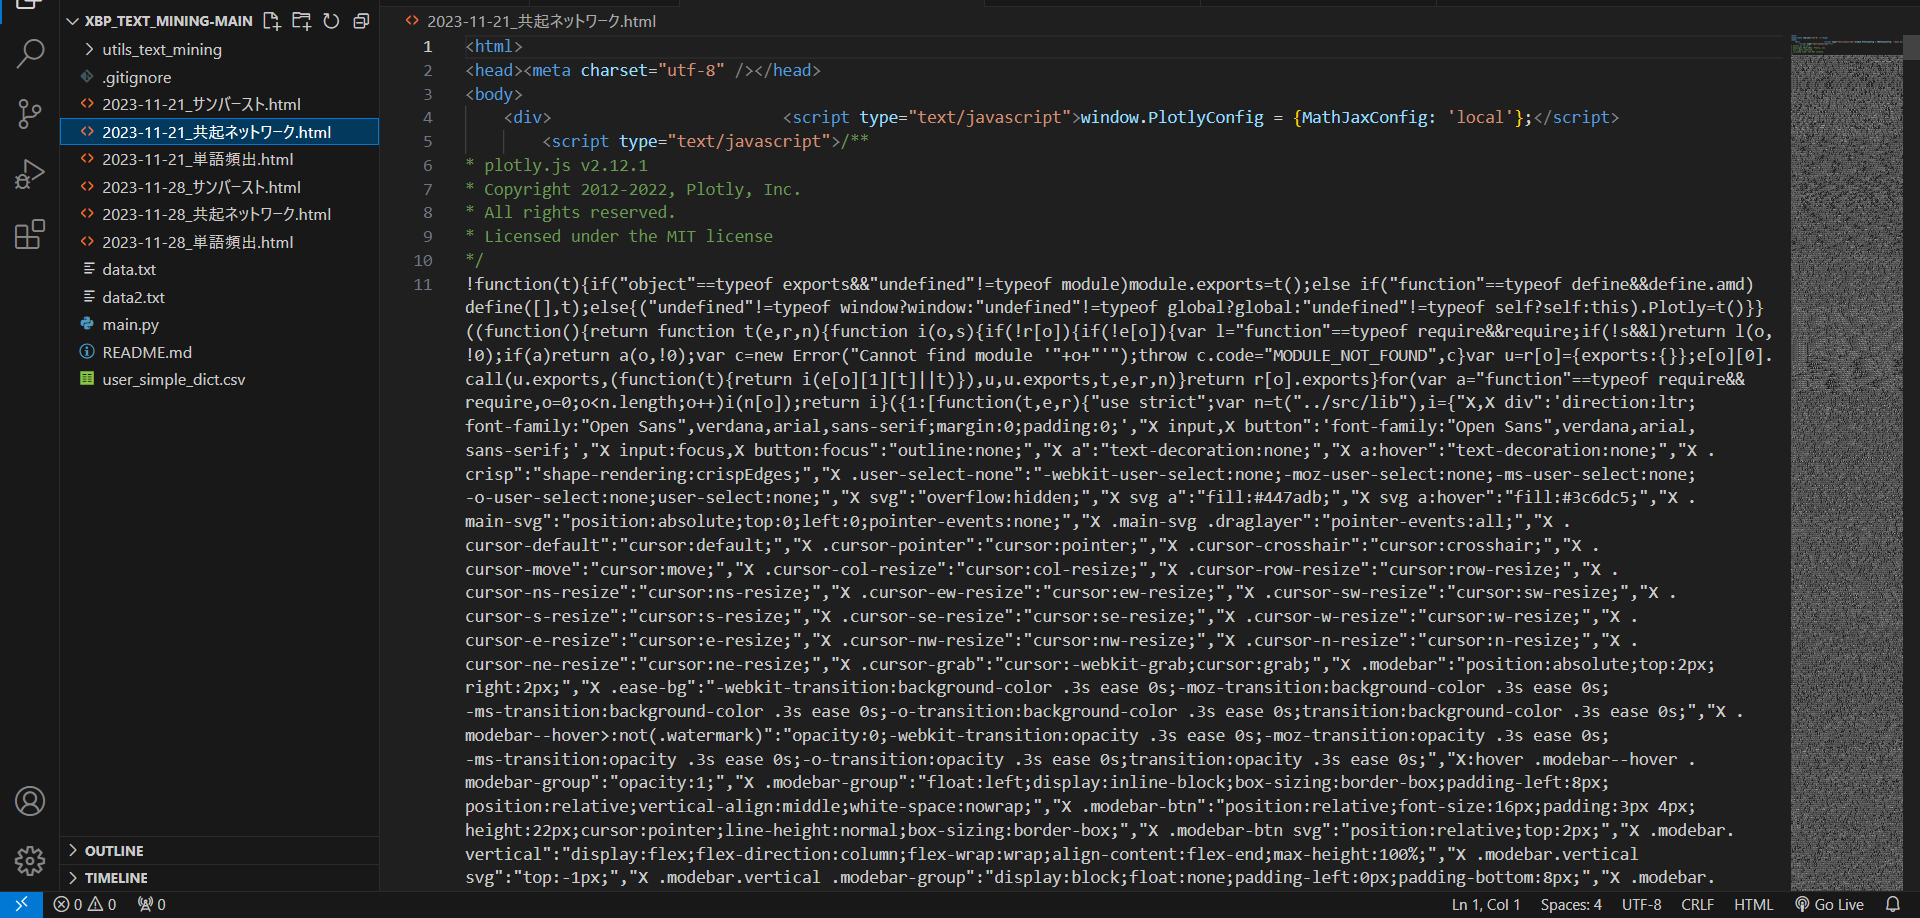 XBP_TEXT_MINING-MAIN
utils_text_mining
.gitignore
2023-11-21_サンバースト.html
2023-11-21_共起ネットワーク.html
2023-11-21_単語頻出.html
2023-11-28_サンバースト.html
2023-11-28_共起ネットワーク.html
2023-11-28_単語頻出.html
data.txt
data2.txt
main.py
README.md
user_simple_dict.csv
OUTLINE
TIMELINE
2023-11-21_共起ネットワーク.html
1 <html>
2 <head><meta charset="utf-8" /></head>
3 <body>
4 <div> <script type="text/javascript">window.PlotlyConfig = {MathJaxConfig: 'local'};</script>
5 <script type="text/javascript">/**
6 * plotly.js v2.12.1
7 * Copyright 2012-2022, Plotly, Inc.
8 * All rights reserved.
9 * Licensed under the MIT license
10 */
11 !function(t){if("object"==typeof exports&&"undefined"!=typeof module)module.exports=t();else if("function"==typeof define&&define.amd)
define([],t);else{("undefined"!=typeof window?window:"undefined"!=typeof global?global:"undefined"!=typeof self?self:this).Plotly=t()}}
((function(){return function t(e,r,n){function i(o,s){if(!r[o]){if(!e[o]){var l="function"==typeof require&&require;if(!s&&l)return l(o,
!0);if(a)return a(o,!0);var c=new Error("Cannot find module '"+o+"'");throw c.code="MODULE_NOT_FOUND",c}var u=r[o]={exports:{}};e[o][0].
call(u.exports,(function(t){return i(e[o][1][t]||t)}),u,u.exports,t,e,r,n)}return r[o].exports}for(var a="function"==typeof require&&
require,o=0;o<n.length;o++)i(n[o]);return i}({1:[function(t,e,r){"use strict";var n=t("../src/lib"),i={"X,X div":'direction:ltr;
font-family:"Open Sans",verdana,arial,sans-serif;margin:0;padding:0;',"X input,X button":'font-family:"Open Sans",verdana,arial,
sans-serif;',"X input:focus,X button:focus":"outline:none;","X a":"text-decoration:none;","X a:hover":"text-decoration:none;","X .
crisp":"shape-rendering:crispEdges;","X .user-select-none":"-webkit-user-select:none;-moz-user-select:none;-ms-user-select:none;
-o-user-select:none;user-select:none;","X svg":"overflow:hidden;","X svg a":"fill:#447adb;","X svg a:hover":"fill:#3c6dc5;","X .
main-svg":"position:absolute;top:0;left:0;pointer-events:none;","X .main-svg .draglayer":"pointer-events:all;","X .
cursor-default":"cursor:default;","X .cursor-pointer":"cursor:pointer;","X .cursor-crosshair":"cursor:crosshair;","X .
cursor-move":"cursor:move;","X .cursor-col-resize":"cursor:col-resize;","X .cursor-row-resize":"cursor:row-resize;","X .
cursor-ns-resize":"cursor:ns-resize;","X .cursor-ew-resize":"cursor:ew-resize;","X .cursor-sw-resize":"cursor:sw-resize;","X .
cursor-s-resize":"cursor:s-resize;","X .cursor-se-resize":"cursor:se-resize;","X .cursor-w-resize":"cursor:w-resize;","X .
cursor-e-resize":"cursor:e-resize;","X .cursor-nw-resize":"cursor:nw-resize;","X .cursor-n-resize":"cursor:n-resize;","X .
cursor-ne-resize":"cursor:ne-resize;","X .cursor-grab":"cursor:-webkit-grab;cursor:grab;","X .modebar":"position:absolute;top:2px;
right:2px;","X .ease-bg":"-webkit-transition:background-color .3s ease 0s;-moz-transition:background-color .3s ease 0s;
-ms-transition:background-color .3s ease 0s;-o-transition:background-color .3s ease 0s;transition:background-color .3s ease 0s;","X .
modebar--hover>:not(.watermark)":"opacity:0;-webkit-transition:opacity .3s ease 0s;-moz-transition:opacity .3s ease 0s;
-ms-transition:opacity .3s ease 0s;-o-transition:opacity .3s ease 0s;transition:opacity .3s ease 0s;","X:hover .modebar--hover .
modebar-group":"opacity:1;","X .modebar-group":"float:left;display:inline-block;box-sizing:border-box;padding-left:8px;
position:relative;vertical-align:middle;white-space:nowrap;","X .modebar-btn":"position:relative;font-size:16px;padding:3px 4px;
height:22px;cursor:pointer;line-height:normal;box-sizing:border-box;","X .modebar-btn svg":"position:relative;top:2px;","X .modebar.
vertical":"display:flex;flex-direction:column;flex-wrap:wrap;align-content:flex-end;max-height:100%;","X .modebar.vertical
svg":"top:-1px;","X .modebar.vertical .modebar-group":"display:block;float:none;padding-left:0px;padding-bottom:8px;","X .modebar.
0 0 0 Ln 1, Col 1 Spaces: 4 UTF-8 CRLF HTML Go Live